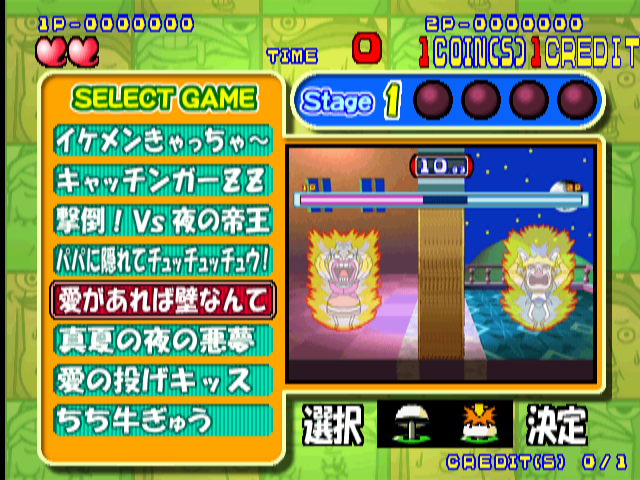 1P-0000000
2P-0000000
TIME 0 1COIN(S)1CREDIT
SELECT GAME
イケメンきゃっちゃ～
キャッチンガーZZ
撃倒！Vs夜の帝王
パパに隠れてチュッチュッチュウ！
愛があれば壁なんて
真夏の夜の悪夢
愛の投げキッス
ちち牛ぎゅう
Stage 1
10
1P
選択 決定
CREDIT(S) 0/1